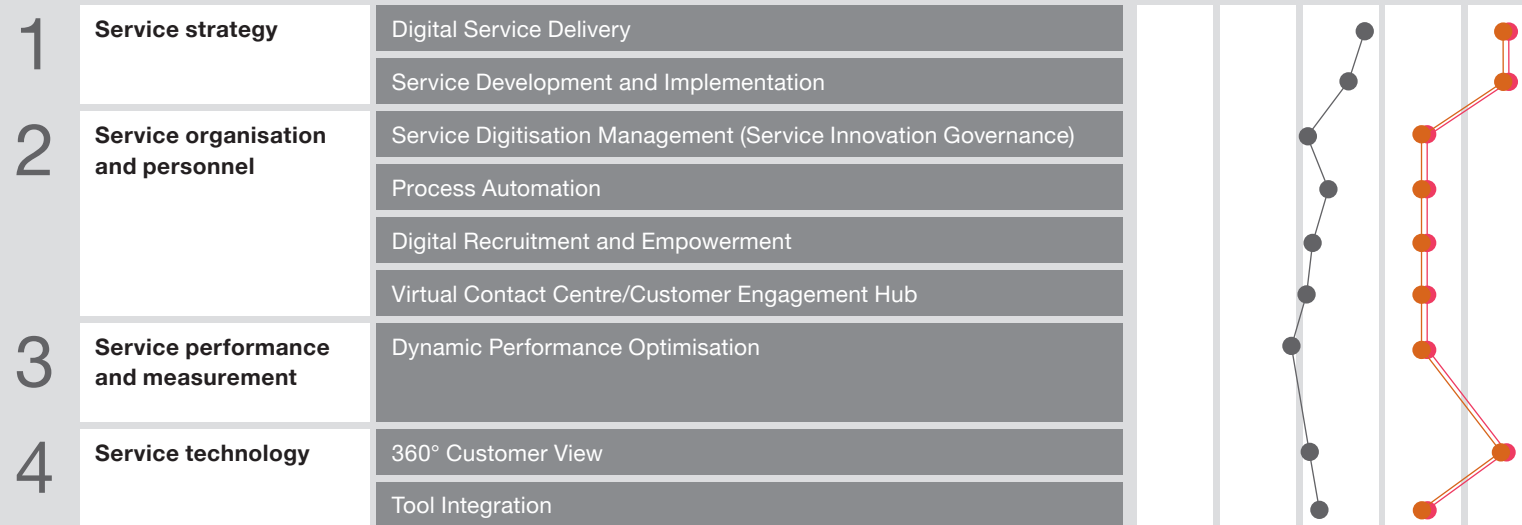 1
Service strategy
Digital Service Delivery
Service Development and Implementation
2
Service organisation
and personnel
Service Digitisation Management (Service Innovation Governance)
Process Automation
Digital Recruitment and Empowerment
Virtual Contact Centre/Customer Engagement Hub
3
Service performance
and measurement
Dynamic Performance Optimisation
4
Service technology
360° Customer View
Tool Integration